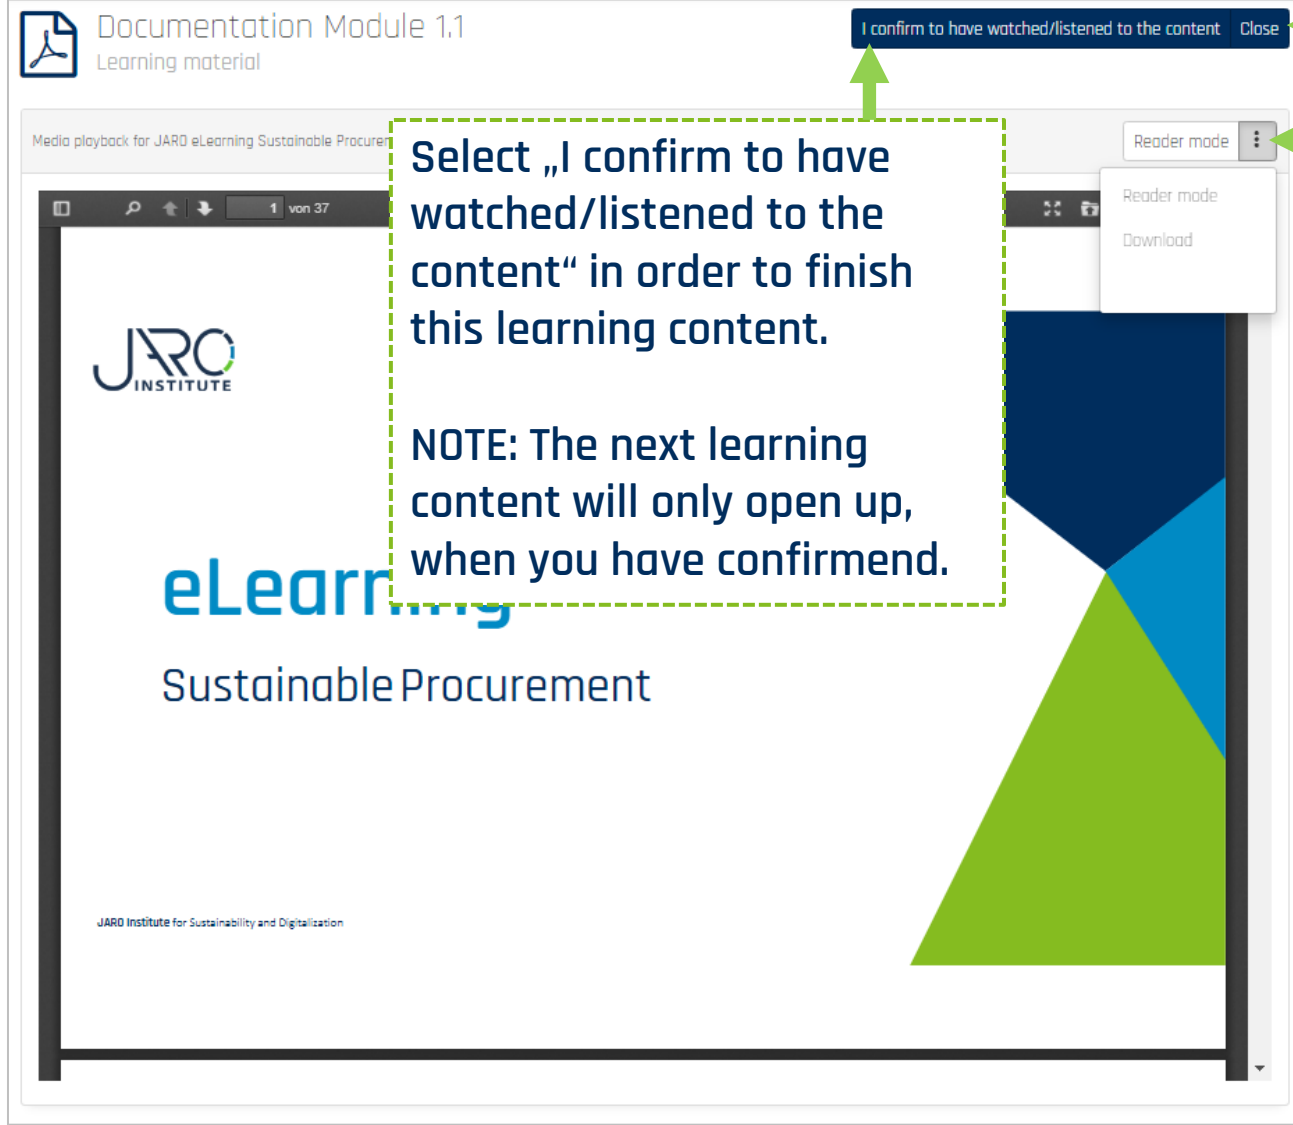 Documentation Module 1.1
Learning material
I confirm to have watched/listened to the content Close
Media playback for JARO eLearning Sustainable
Reader mode
Reader mode
Download
1 von 37
Select „I confirm to have
watched/listened to the
content“ in order to finish
this learning content.
NOTE: The next learning
content will only open up,
when you have confirmend.
JARO
INSTITUTE
eLearning
Sustainable Procurement
JARO Institute for Sustainability and Digitalization